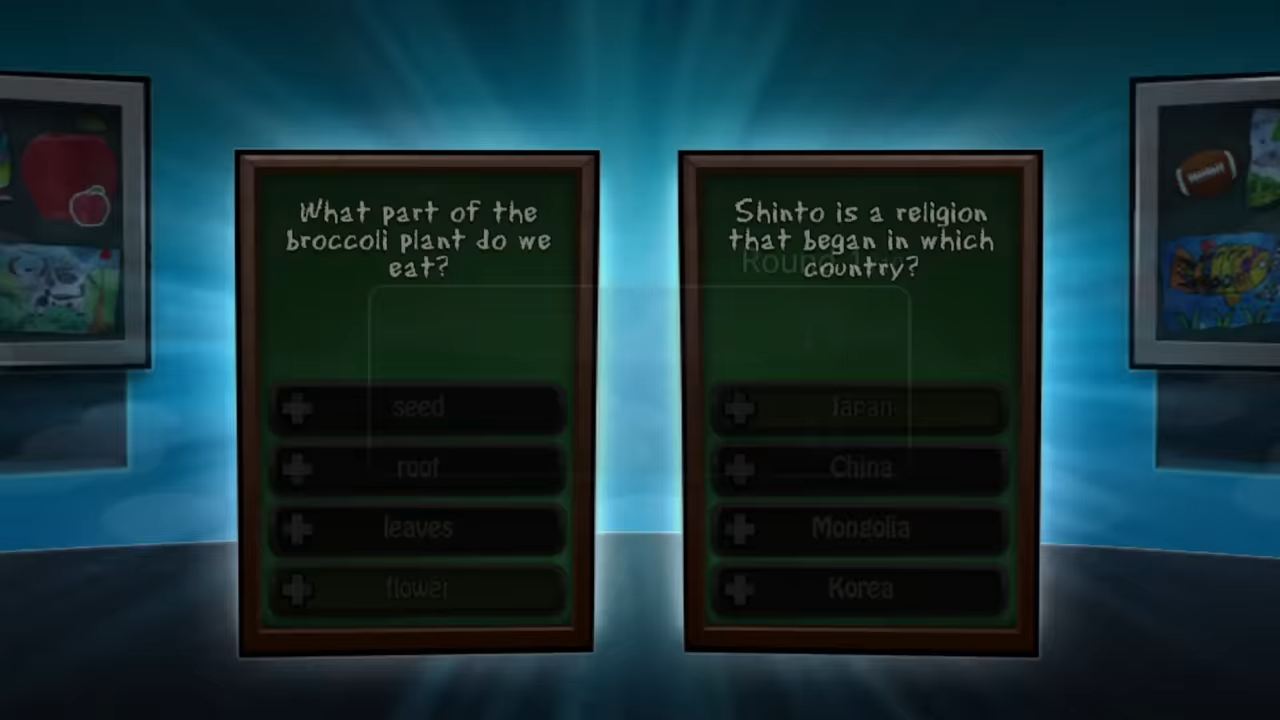 What part of the
broccoli plant do we
eat?
seed
root
leaves
flower
Shinto is a religion
that began in which
country?
Round
Japan
China
Mongolia
Korea